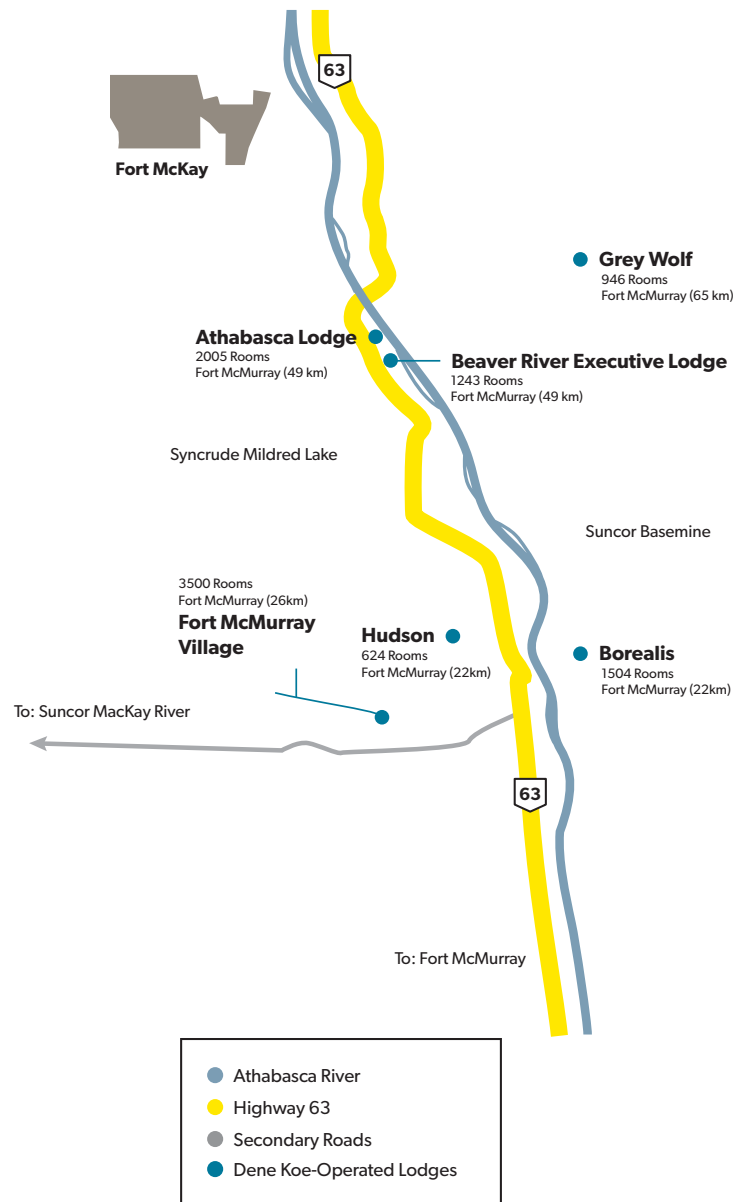 63
Fort McKay
Grey Wolf
946 Rooms
Fort McMurray (65 km)
Athabasca Lodge
2005 Rooms
Fort McMurray (49 km)
Beaver River Executive Lodge
1243 Rooms
Fort McMurray (49 km)
Syncrude Mildred Lake
Suncor Basemine
3500 Rooms
Fort McMurray (26km)
Fort McMurray
Village
Hudson
624 Rooms
Fort McMurray (22km)
Borealis
1504 Rooms
Fort McMurray (22km)
To: Suncor MacKay River
63
To: Fort McMurray
Athabasca River
Highway 63
Secondary Roads
Dene Koe-Operated Lodges